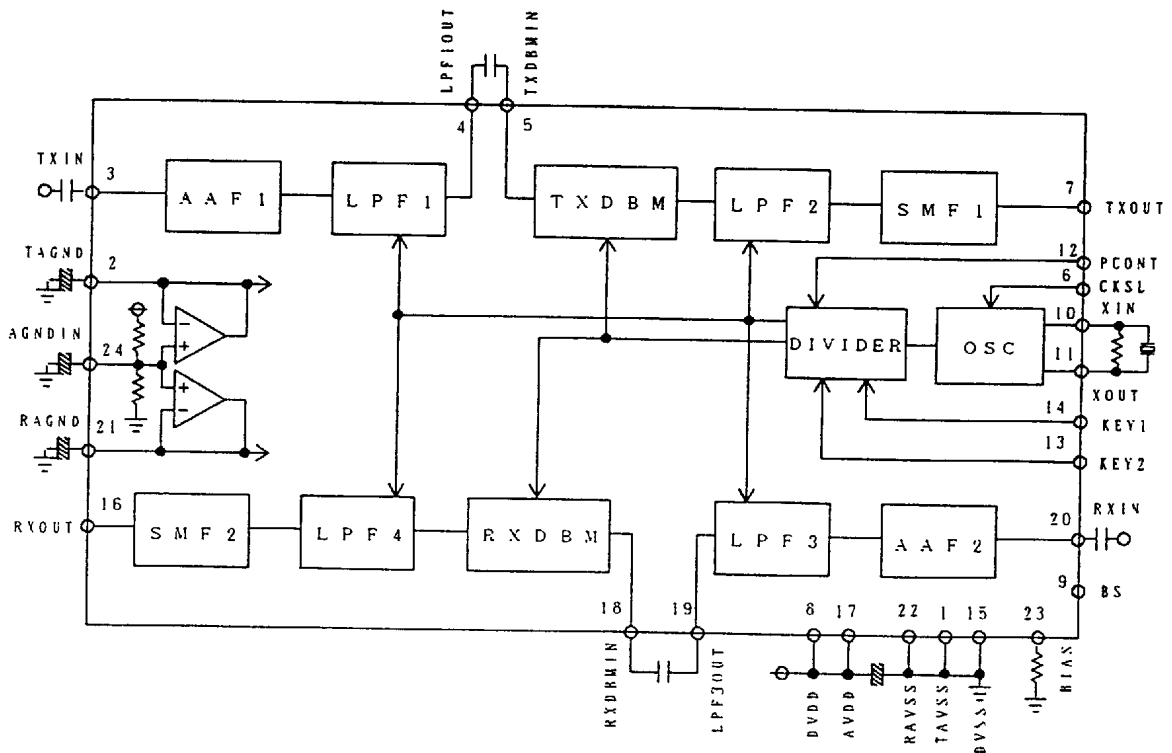 LPF1OUT
TXDBMIN
4
5
TXIN
3
AAF1
LPF1
TXDBM
LPF2
SMF1
7
TXOUT
TAGND
2
12
PCONT
6
CKSL
AGNDIN
24
DIVIDER
OSC
10
XIN
11
XOUT
RAGND
21
14
KEY1
13
KEY2
RXOUT
16
SMF2
LPF4
RXDBM
LPF3
AAF2
20
RXIN
9
BS
18
19
8
17
22
1
15
23
RXDBMIN
LPF3OUT
DVDD
AVDD
RAVSS
TAVSS
DVSS
BIAS